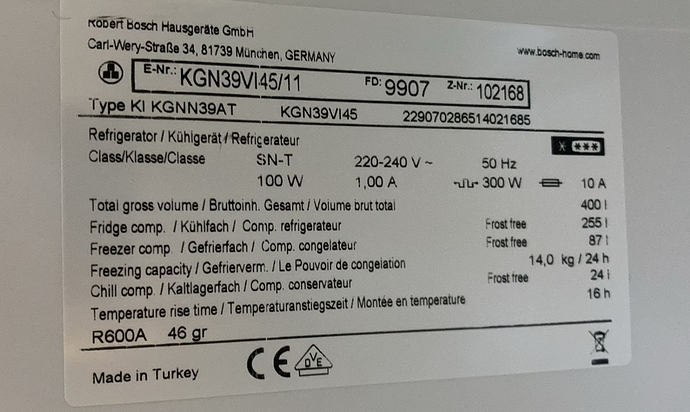 Robert Bosch Hausgeräte GmbH
Carl-Wery-Straße 34, 81739 München, GERMANY
www.bosch-home.com
E-Nr.: KGN39VI45/11 FD: 9907 Z-Nr.: 102168
Type KI KGNN39AT KGN39VI45 229070286514021685
Refrigerator / Kühlgerät / Refrigerateur
Class/Klasse/Classe SN-T 220-240 V ~ 50 Hz
100 W 1,00 A 300 W 10 A
Total gross volume / Bruttoinh. Gesamt / Volume brut total 400 l
Fridge comp. / Kühlfach / Comp. refrigerateur Frost free 255 l
Freezer comp. / Gefrierfach / Comp. congelateur Frost free 87 l
Freezing capacity / Gefrierverm. / Le Pouvoir de congelation 14,0 kg / 24 h
Chill comp. / Kaltlagerfach / Comp. conservateur Frost free 24 l
Temperature rise time / Temperaturanstiegszeit / Montée en temperature 16 h
R600A 46 gr
Made in Turkey CE DVE